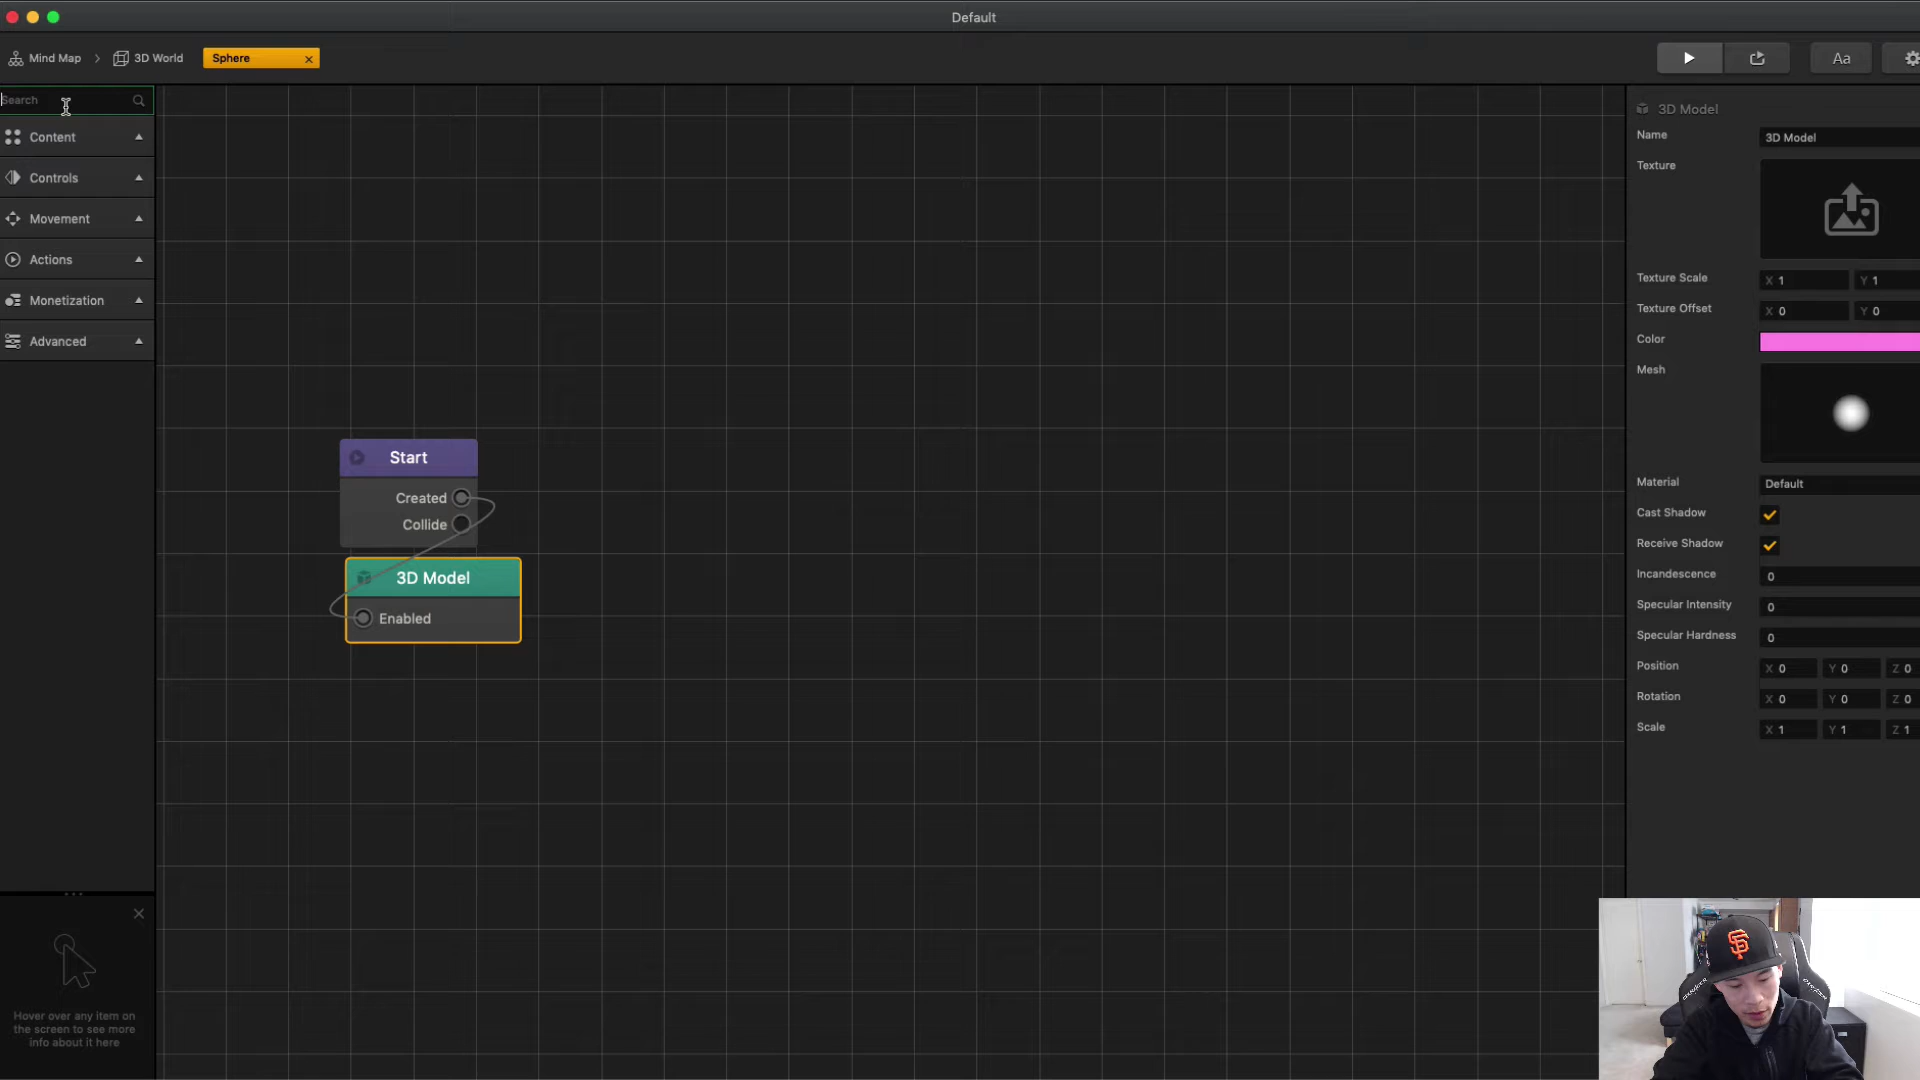 Default
Mind Map
3D World
Sphere
Aa
Search
Content
Controls
Movement
Actions
Monetization
Advanced
Start
Created
Collide
3D Model
Enabled
3D Model
Name
3D Model
Texture
Texture Scale
X 1
Y 1
Texture Offset
X 0
Y 0
Color
Mesh
Material
Default
Cast Shadow
Receive Shadow
Incandescence
0
Specular Intensity
0
Specular Hardness
0
Position
X 0
Y 0
Z 0
Rotation
X 0
Y 0
Z 0
Scale
X 1
Y 1
Z 1
Hover over any item on
the screen to see more
info about it here
SF